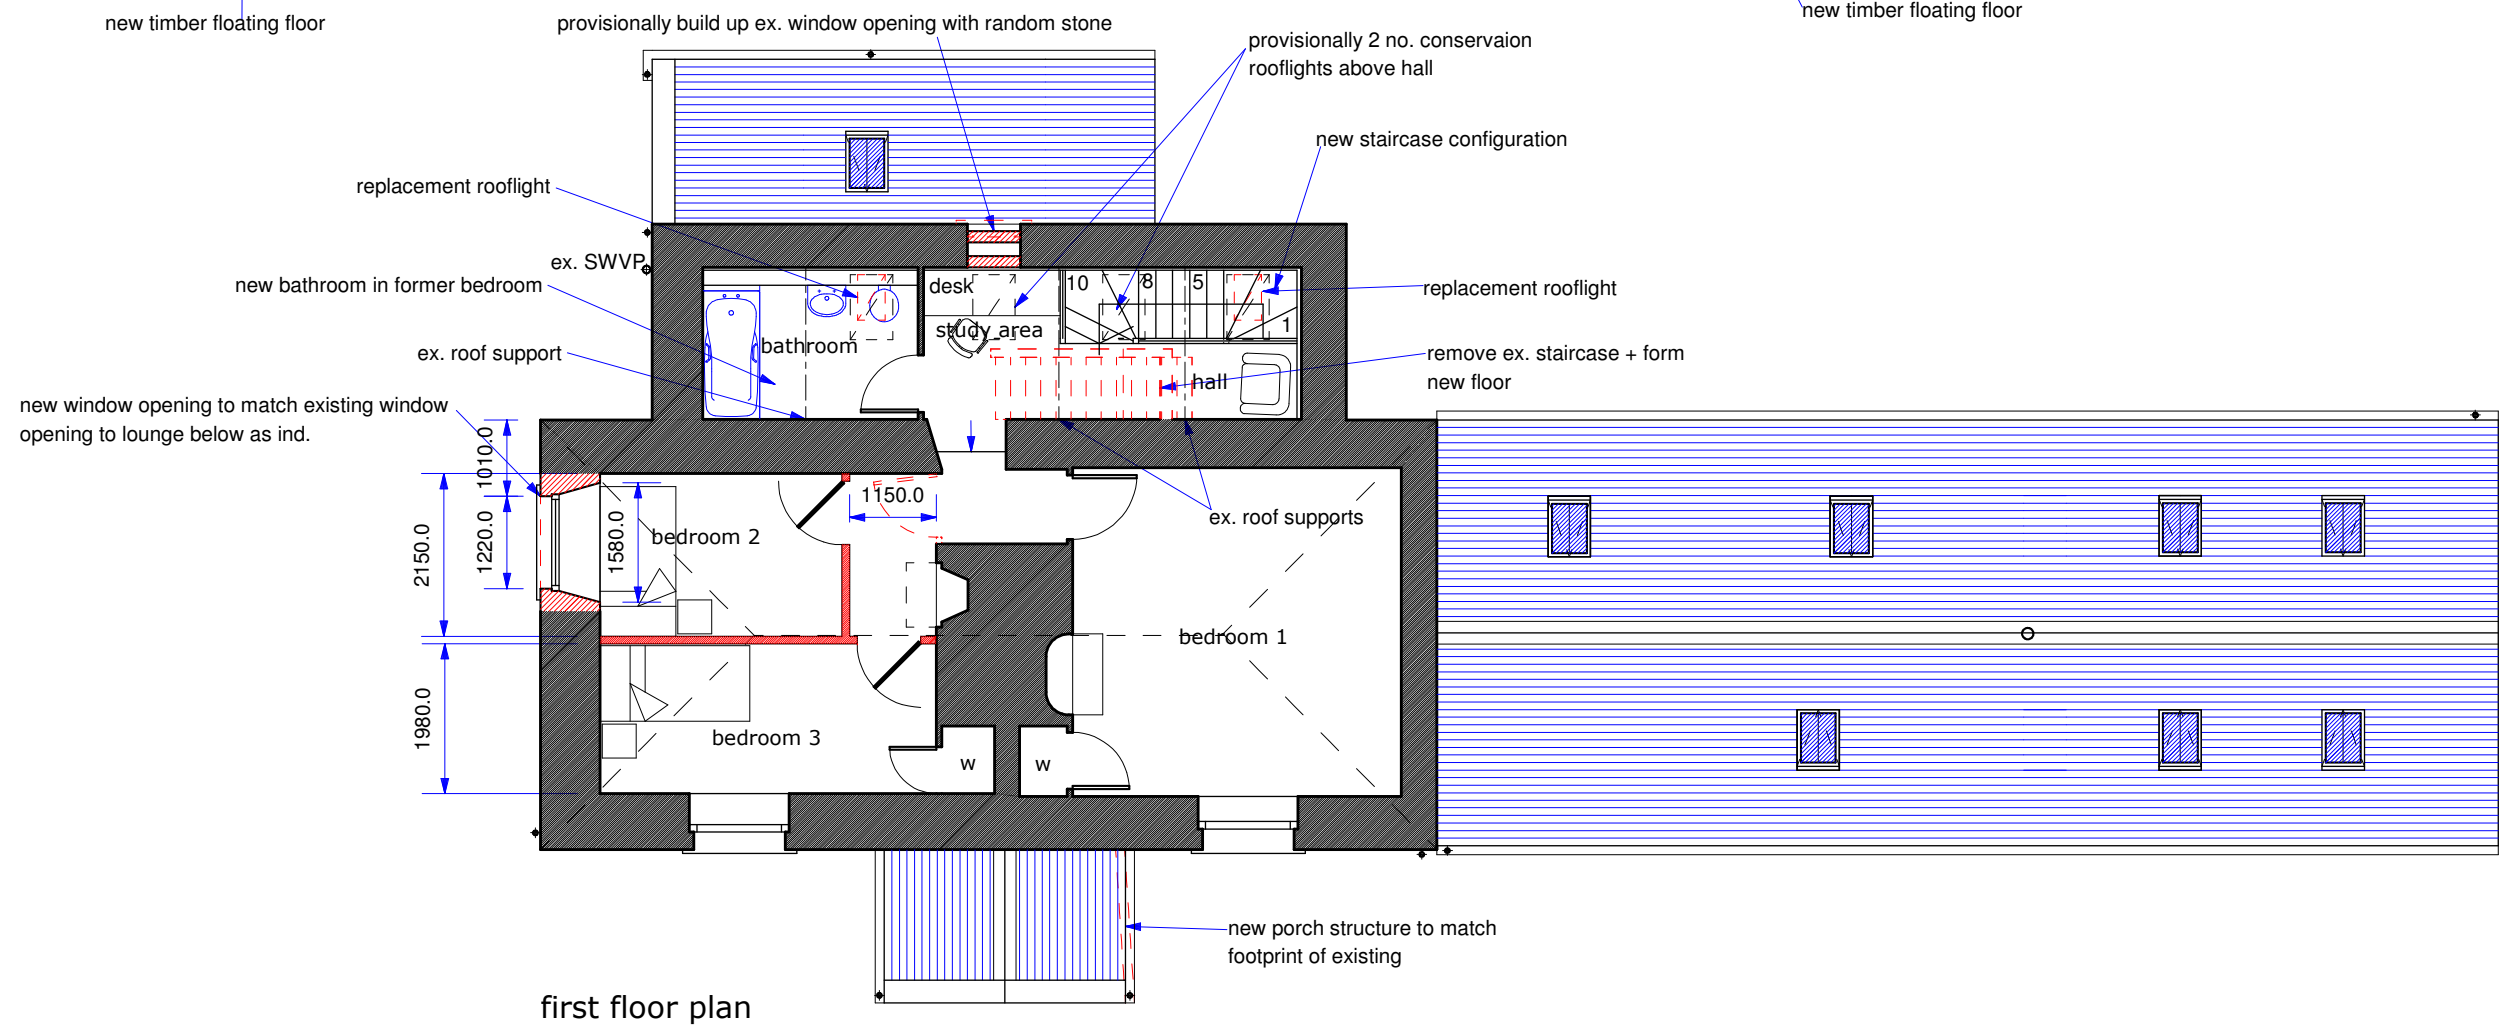 new timber floating floor
provisionally build up ex. window opening with random stone
new timber floating floor
provisionally 2 no. conservaion
rooflights above hall
new staircase configuration
replacement rooflight
ex. SWVP
new bathroom in former bedroom
desk
10
8
5
1
replacement rooflight
study area
bathroom
ex. roof support
hall
remove ex. staircase + form
new floor
new window opening to match existing window
opening to lounge below as ind.
1010.0
1150.0
ex. roof supports
2150.0
1220.0
1580.0
bedroom 2
bedroom 1
1980.0
bedroom 3
w
w
new porch structure to match
footprint of existing
first floor plan